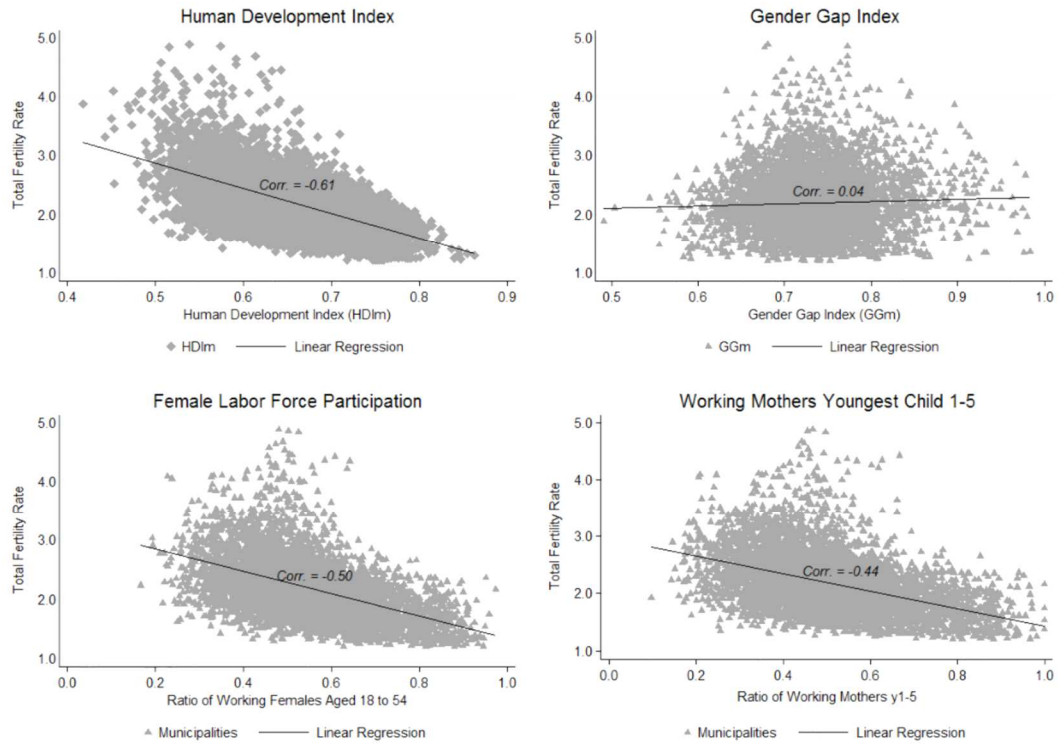 Human Development Index
5.0
4.0
3.0
2.0
1.0
Total Fertility Rate
Corr. = -0.61
0.4 0.5 0.6 0.7 0.8 0.9
Human Development Index (HDIm)
HDIm Linear Regression
Gender Gap Index
5.0
4.0
3.0
2.0
1.0
Total Fertility Rate
Corr. = 0.04
0.5 0.6 0.7 0.8 0.9 1.0
Gender Gap Index (GGm)
GGm Linear Regression
Female Labor Force Participation
5.0
4.0
3.0
2.0
1.0
Total Fertility Rate
Corr. = -0.50
0.0 0.2 0.4 0.6 0.8 1.0
Ratio of Working Females Aged 18 to 54
Municipalities Linear Regression
Working Mothers Youngest Child 1-5
5.0
4.0
3.0
2.0
1.0
Total Fertility Rate
Corr. = -0.44
0.0 0.2 0.4 0.6 0.8 1.0
Ratio of Working Mothers y1-5
Municipalities Linear Regression